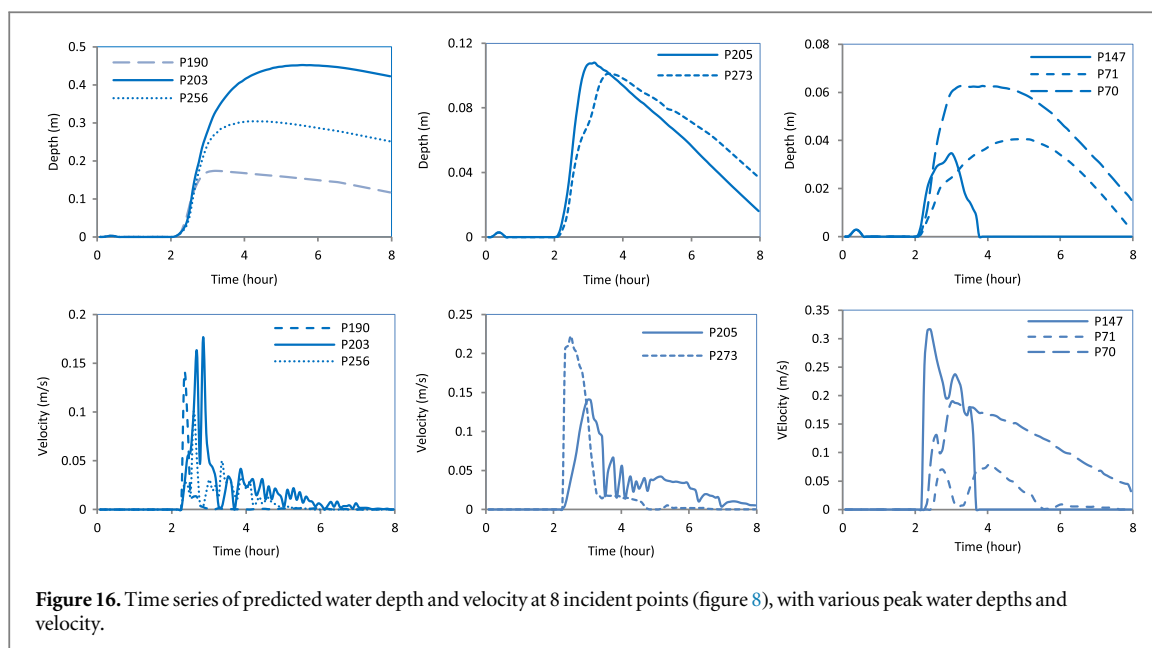 0.5
0.4
0.3
0.2
0.1
0
Depth (m)
P190
P203
P256
0 2 4 6 8
Time (hour)
0.12
0.08
0.04
0
Depth (m)
P205
P273
0 2 4 6 8
Time (hour)
0.08
0.06
0.04
0.02
0
Depth (m)
P147
P71
P70
0 2 4 6 8
Time (hour)
0.2
0.15
0.1
0.05
0
Velocity (m/s)
P190
P203
P256
0 2 4 6 8
Time (hour)
0.25
0.2
0.15
0.1
0.05
0
Velocity (m/s)
P205
P273
0 2 4 6 8
Time (hour)
0.35
0.3
0.25
0.2
0.15
0.1
0.05
0
VElocity (m/s)
P147
P71
P70
0 2 4 6 8
Time (hour)
Figure 16. Time series of predicted water depth and velocity at 8 incident points (figure 8), with various peak water depths and
velocity.